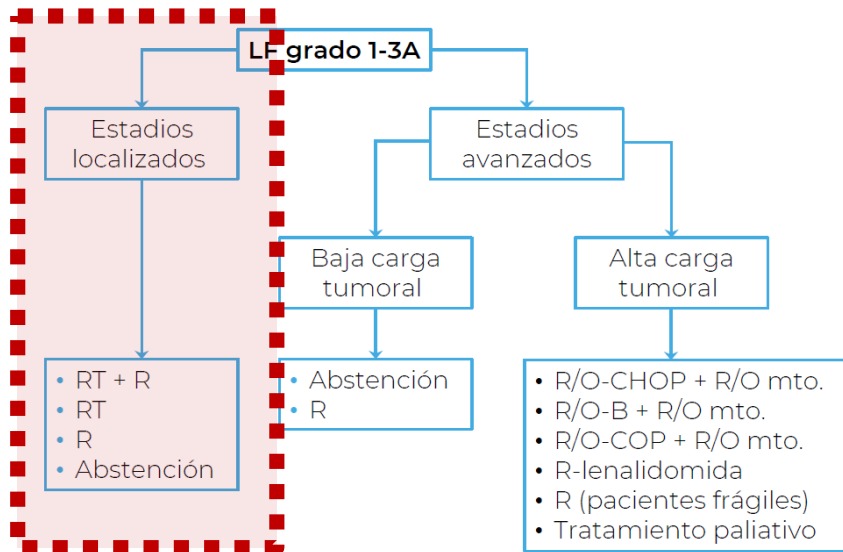 LF grado 1-3A
Estadios
localizados
Estadios
avanzados
Baja carga
tumoral
Alta carga
tumoral
• RT + R
• RT
• R
• Abstención
• Abstención
• R
• R/O-CHOP + R/O mto.
• R/O-B + R/O mto.
• R/O-COP + R/O mto.
• R-lenalidomida
• R (pacientes frágiles)
• Tratamiento paliativo